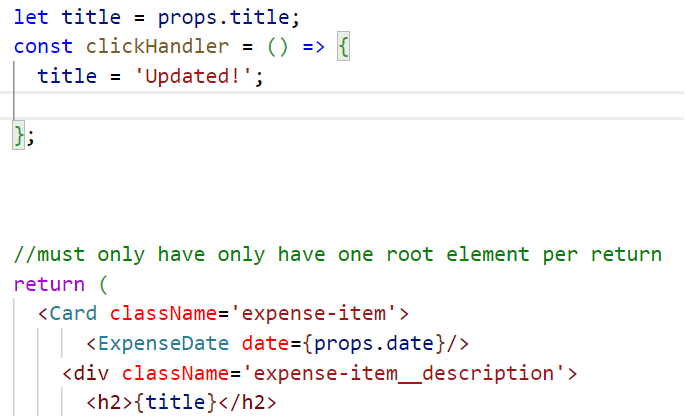 let title = props.title;
const clickHandler = () => {
title = 'Updated!';
};
//must only have only have one root element per return
return (
<Card className='expense-item'>
<ExpenseDate date={props.date}/>
<div className='expense-item__description'>
<h2>{title}</h2>